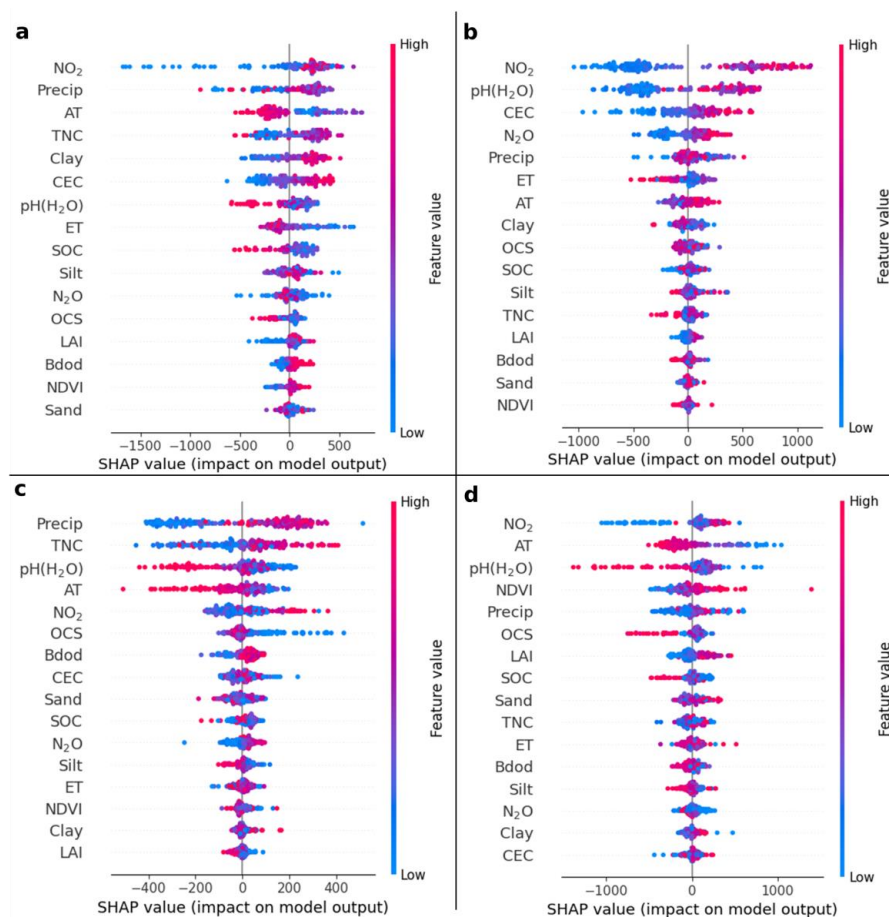 a
High
NO₂
Precip
AT
TNC
Clay
CEC
pH(H₂O)
ET
SOC
Silt
N₂O
OCS
LAI
Bdod
NDVI
Sand
Feature value
Low
−1500 −1000 −500 0 500
SHAP value (impact on model output)
b
High
NO₂
pH(H₂O)
CEC
N₂O
Precip
ET
AT
Clay
OCS
SOC
Silt
TNC
LAI
Bdod
Sand
NDVI
Feature value
Low
−1000 −500 0 500 1000
SHAP value (impact on model output)
c
High
Precip
TNC
pH(H₂O)
AT
NO₂
OCS
Bdod
CEC
Sand
SOC
N₂O
Silt
ET
NDVI
Clay
LAI
Feature value
Low
−400 −200 0 200 400
SHAP value (impact on model output)
d
High
NO₂
AT
pH(H₂O)
NDVI
Precip
OCS
LAI
SOC
Sand
TNC
ET
Bdod
Silt
N₂O
Clay
CEC
Feature value
Low
−1000 0 1000
SHAP value (impact on model output)